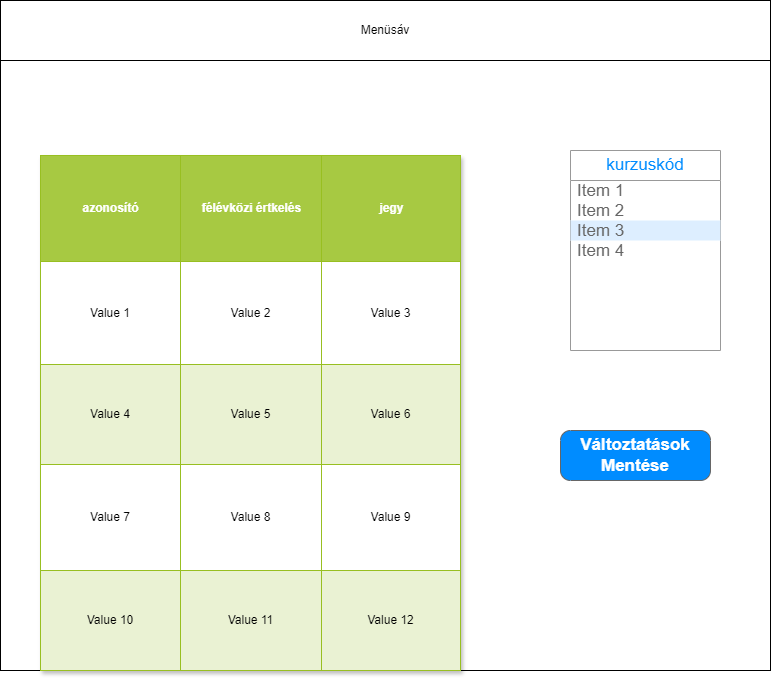 Menüsáv
azonosító félévközi értkelés jegy
Value 1 Value 2 Value 3
Value 4 Value 5 Value 6
Value 7 Value 8 Value 9
Value 10 Value 11 Value 12
kurzuskód
Item 1
Item 2
Item 3
Item 4
Változtatások
Mentése